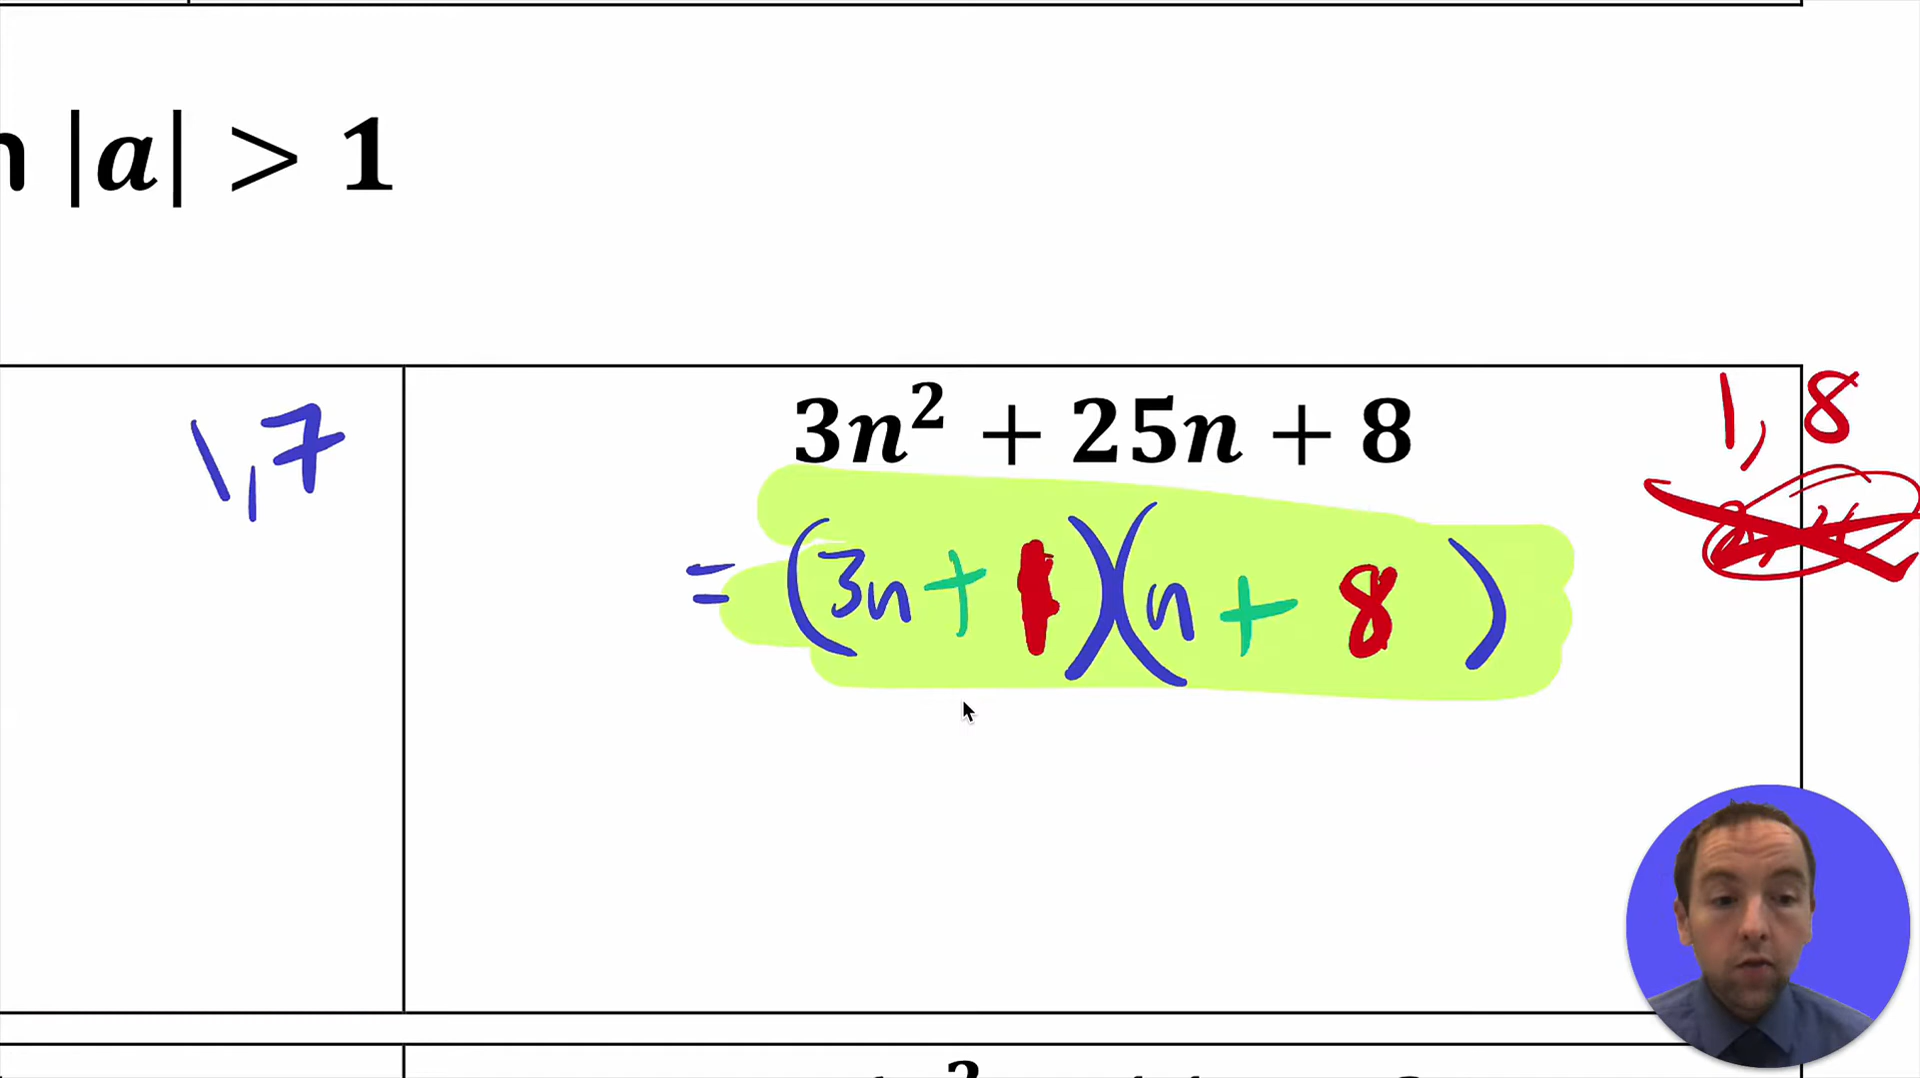 n |a| > 1
1,7
3n² + 25n + 8
1, 8
= (3n + 1)(n + 8)